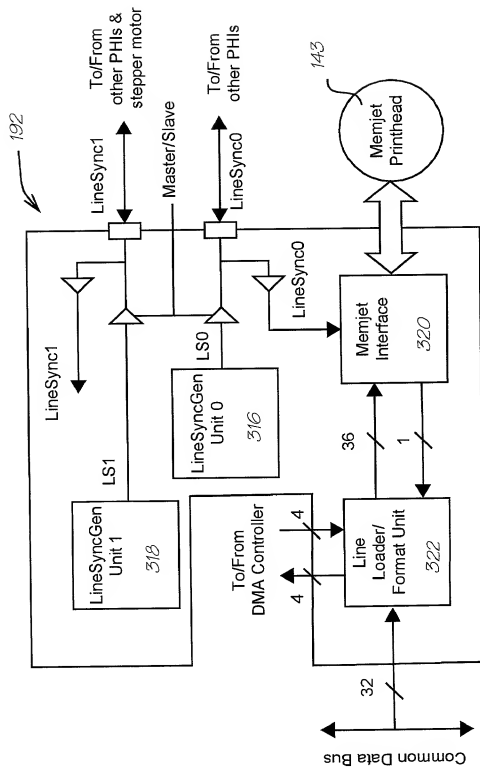 192
LineSync1
To/From
other PHIs &
stepper motor
LineSync1
Master/Slave
To/From
other PHIs
LineSync0
LS1
LineSyncGen
Unit 1
318
LS0
LineSyncGen
Unit 0
316
LineSync0
143
Memjet
Printhead
Memjet
Interface
320
36
1
To/From
DMA Controller
4
4
Line
Loader/
Format Unit
322
32
Common Data
Bus